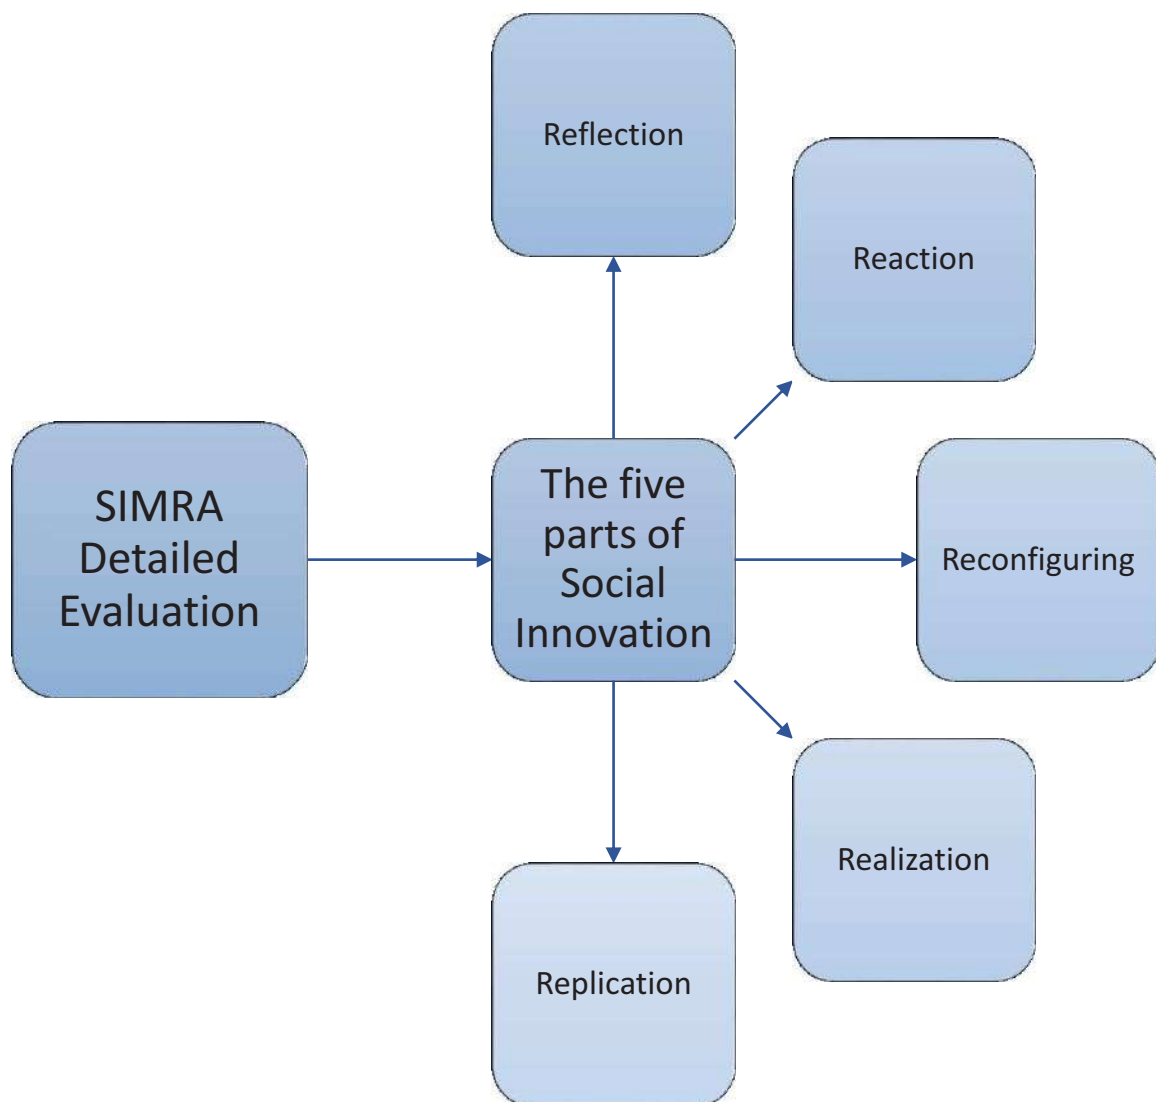 Reflection
Reaction
SIMRA
Detailed
Evaluation
The five
parts of
Social
Innovation
Reconfiguring
Realization
Replication